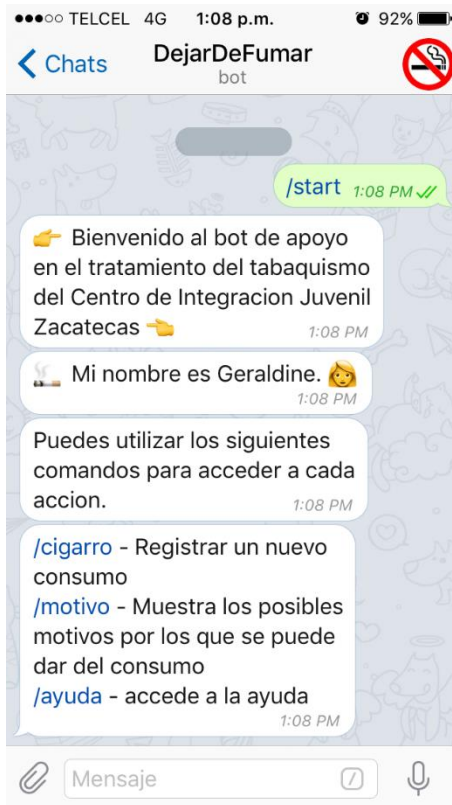 TELCEL 4G 1:08 p.m. 92%
Chats DejarDeFumar
bot
/start 1:08 PM
👉 Bienvenido al bot de apoyo
en el tratamiento del tabaquismo
del Centro de Integracion Juvenil
Zacatecas 👈 1:08 PM
🚬 Mi nombre es Geraldine. 👩
1:08 PM
Puedes utilizar los siguientes
comandos para acceder a cada
accion. 1:08 PM
/cigarro - Registrar un nuevo
consumo
/motivo - Muestra los posibles
motivos por los que se puede
dar del consumo
/ayuda - accede a la ayuda
1:08 PM
Mensaje